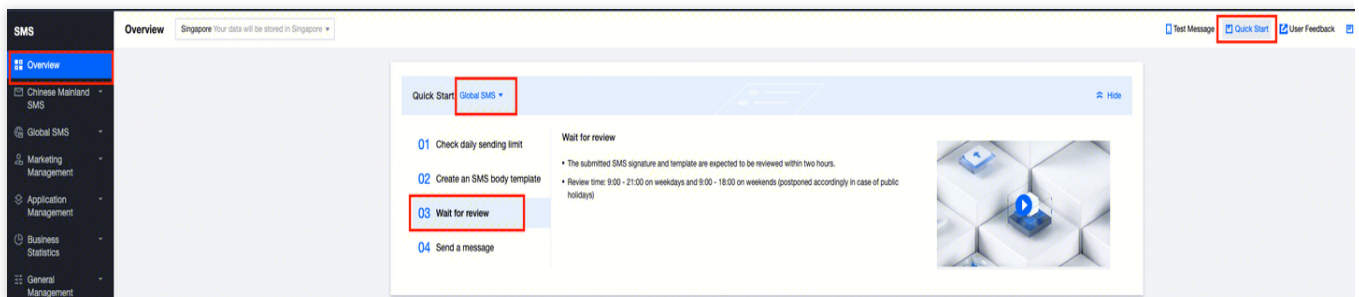 SMS
Overview
Singapore Your data will be stored in Singapore
Test Message
Quick Start
User Feedback
Overview
Chinese Mainland
SMS
Global SMS
Marketing
Management
Application
Management
Business
Statistics
General
Management
Quick Start Global SMS
Hide
01 Check daily sending limit
02 Create an SMS body template
03 Wait for review
04 Send a message
Wait for review
• The submitted SMS signature and template are expected to be reviewed within two hours.
• Review time: 9:00 - 21:00 on weekdays and 9:00 - 18:00 on weekends (postponed accordingly in case of public
holidays)